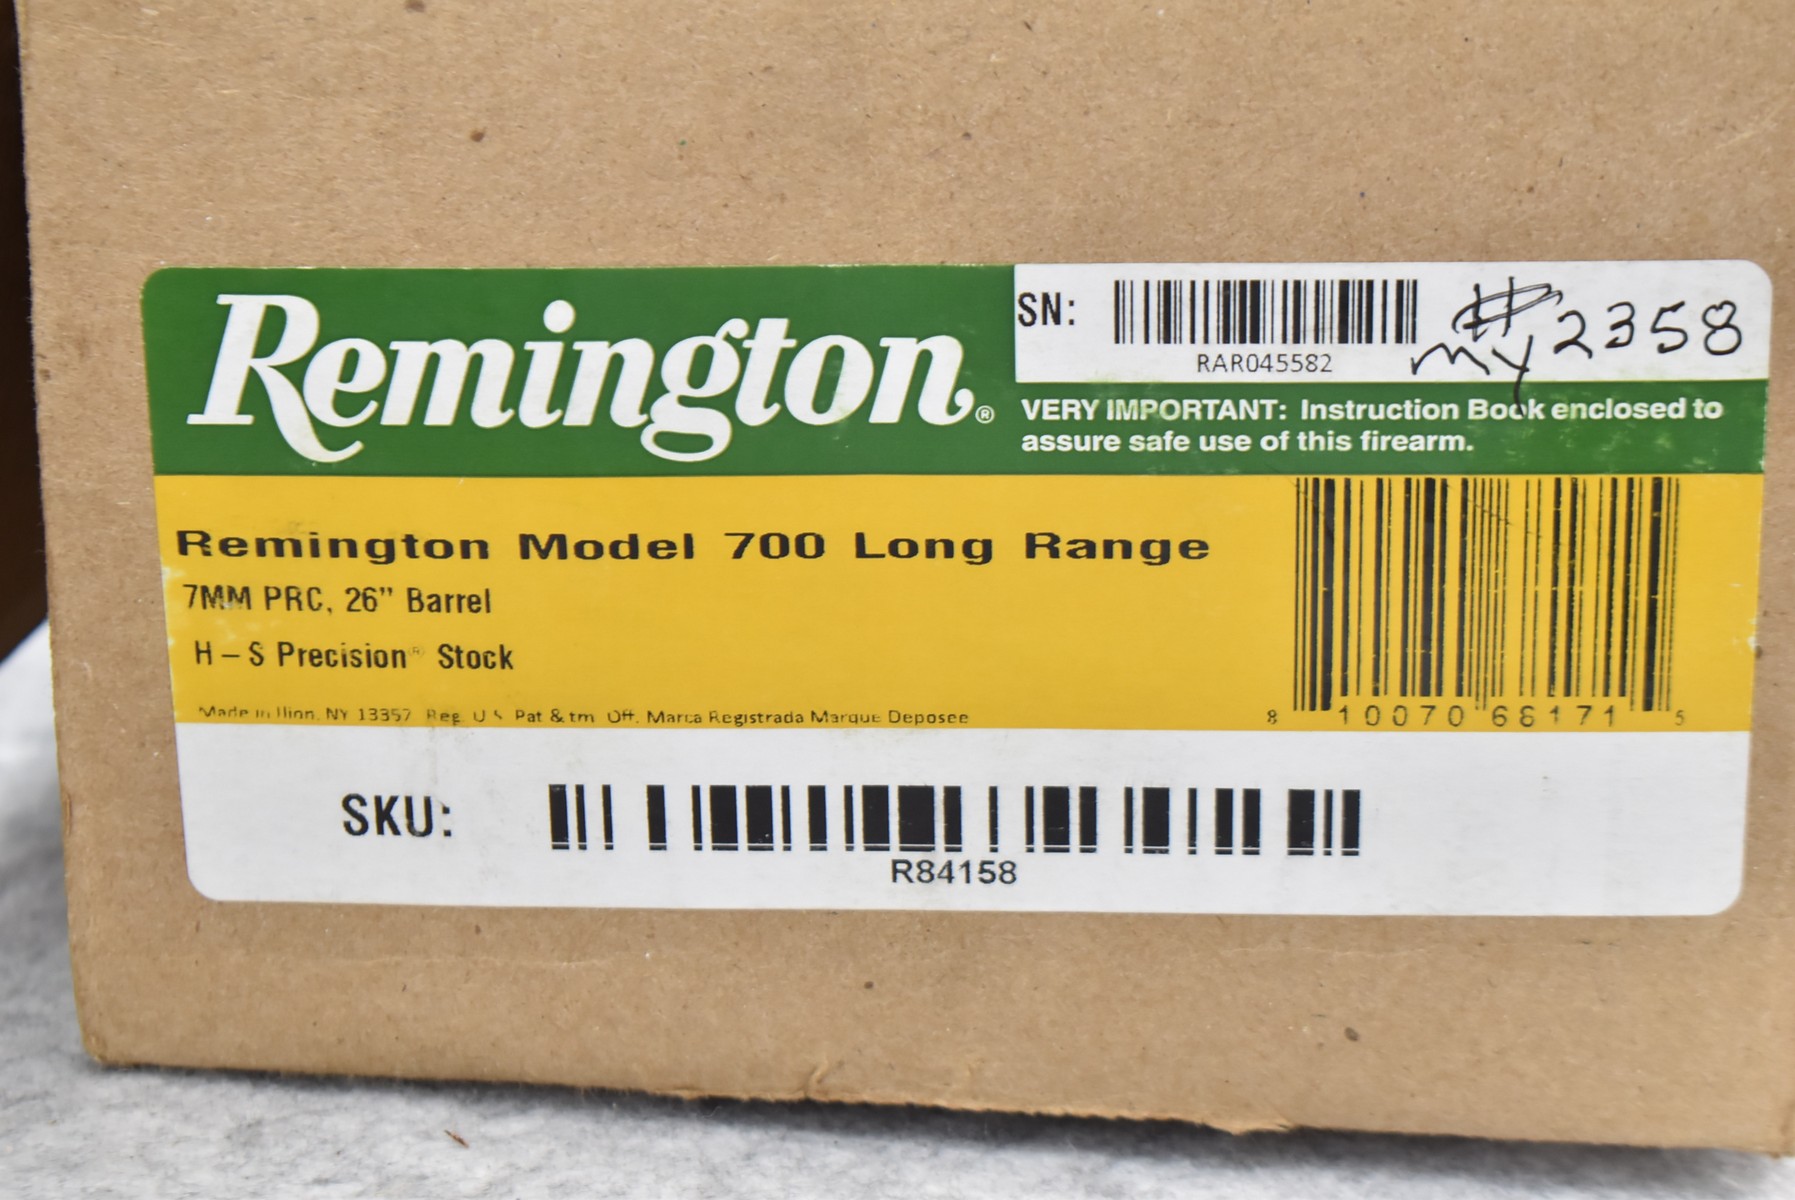 Remington®
SN:
RAR045582
# my 2358
VERY IMPORTANT: Instruction Book enclosed to
assure safe use of this firearm.
Remington Model 700 Long Range
7MM PRC, 26” Barrel
H – S Precision® Stock
Made in Ilion, NY 13357 Reg. U S Pat & tm Off. Marca Registrada Marque Deposee
8 10070 68171 5
SKU:
R84158